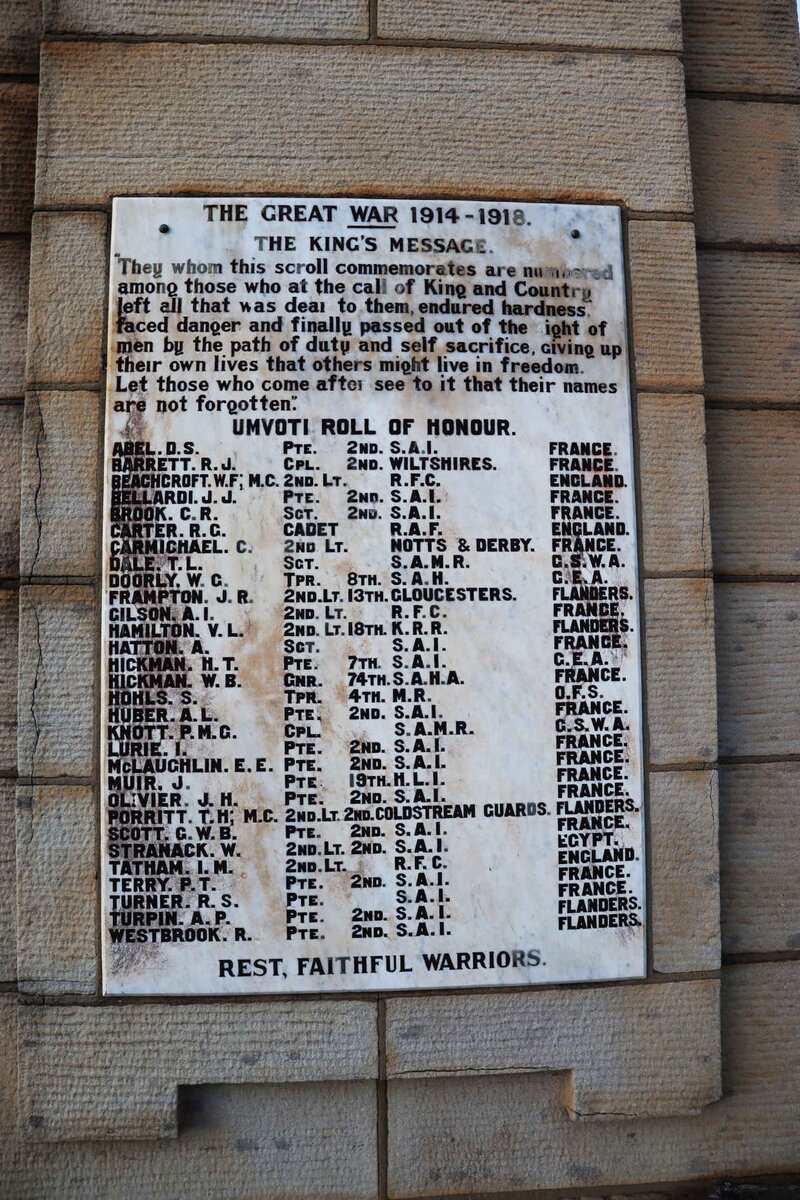 THE GREAT WAR 1914-1918.
THE KING'S MESSAGE.
"They whom this scroll commemorates are numbered
among those who at the call of King and Country
left all that was dear to them, endured hardness,
faced danger and finally passed out of the ight of
men by the path of duty and self sacrifice, giving up
their own lives that others might live in freedom.
Let those who come after see to it that their names
are not forgotten."
UMVOTI ROLL OF HONOUR.
ABEL. D.S. PTE. 2ND. S.A.I. FRANCE.
BARRETT. R.J. CPL. 2ND. WILTSHIRES. FRANCE.
BEACHCROFT. W.F; M.C. 2ND. LT. R.F.C. ENGLAND.
BELLARDI. J.J. PTE. 2ND. S.A.I. FRANCE.
BROOK. C.R. SGT. 2ND. S.A.I. FRANCE.
CARTER. R.G. CADET R.A.F. ENGLAND.
CARMICHAEL. C. 2ND LT. NOTTS & DERBY. FRANCE.
DALE. T.L. SGT. S.A.M.R. G.S.W.A.
DOORLY. W.G. TPR. 8TH. S.A.H. G.E.A.
FRAMPTON. J.R. 2ND.LT. 13TH. GLOUCESTERS. FLANDERS.
GILSON. A.I. 2ND. LT. R.F.C. FRANCE.
HAMILTON. V.L. 2ND. LT. 18TH. K.R.R. FLANDERS.
HATTON. A. SGT. S.A.I. FRANCE.
HICKMAN. H.T. PTE. 7TH. S.A.I. G.E.A.
HICKMAN. W.B. GNR. 74TH. S.A.H.A. FRANCE.
HOHLS. S. TPR. 4TH. M.R. O.F.S.
HUBER. A.L. PTE. 2ND. S.A.I. FRANCE.
KNOTT. P.M.G. CPL. S.A.M.R. G.S.W.A.
LURIE. I. PTE. 2ND. S.A.I. FRANCE.
McLAUGHLIN. E.E. PTE. 2ND. S.A.I. FRANCE.
MUIR. J. PTE 19TH. H.L.I. FRANCE.
OLIVIER. J.H. PTE. 2ND. S.A.I. FRANCE.
PORRITT. T.H; M.C. 2ND.LT. 2ND. COLDSTREAM GUARDS. FLANDERS.
SCOTT. G.W.B. PTE. 2ND. S.A.I. FRANCE.
STRANACK. W. 2ND.LT. 2ND. S.A.I. EGYPT.
TATHAM. I.M. 2ND.LT. R.F.C. ENGLAND.
TERRY. P.T. PTE. 2ND. S.A.I. FRANCE.
TURNER. R.S. PTE. S.A.I. FRANCE.
TURPIN. A.P. PTE. 2ND. S.A.I. FLANDERS.
WESTBROOK. R. PTE. 2ND. S.A.I. FLANDERS.
REST, FAITHFUL WARRIORS.